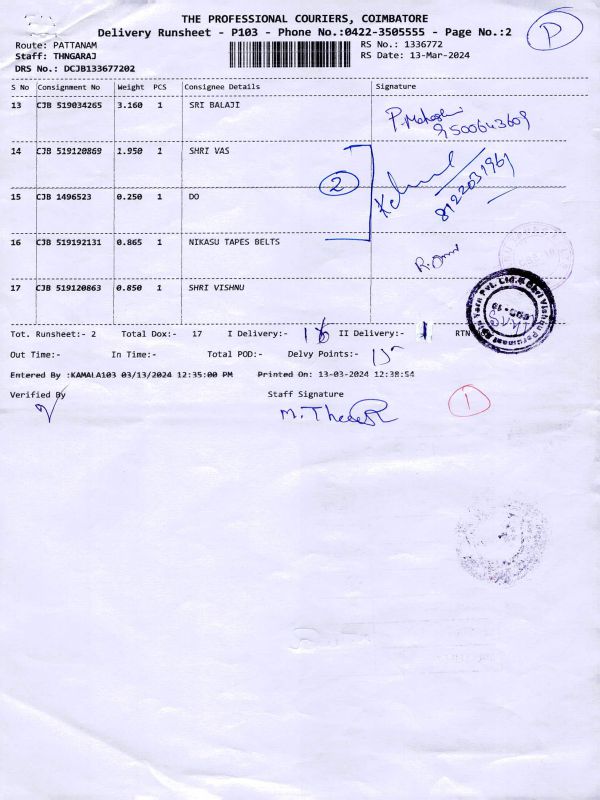 THE PROFESSIONAL COURIERS, COIMBATORE
Delivery Runsheet - P103 - Phone No.:0422-3505555 - Page No.:2
P
Route: PATTANAM
RS No.: 1336772
Staff: THNGARAJ
RS Date: 13-Mar-2024
DRS No.: DCJB133677202
S No Consignment No Weight PCS Consignee Details Signature
13 CJB 519034265 3.160 1 SRI BALAJI
9500643609
14 CJB 519120869 1.950 1 SHRI VAS
2
8122031961
15 CJB 1496523 0.250 1 DO
16 CJB 519192131 0.865 1 NIKASU TAPES BELTS
17 CJB 519120863 0.850 1 SHRI VISHNU
Tot. Runsheet:- 2 Total Dox:- 17 I Delivery:- 16 II Delivery:- 1 RTN
Out Time:- In Time:- Total POD:- Delvy Points:- 15
Entered By :KAMALA103 03/13/2024 12:35:00 PM Printed On: 13-03-2024 12:38:54
Verified By Staff Signature
1